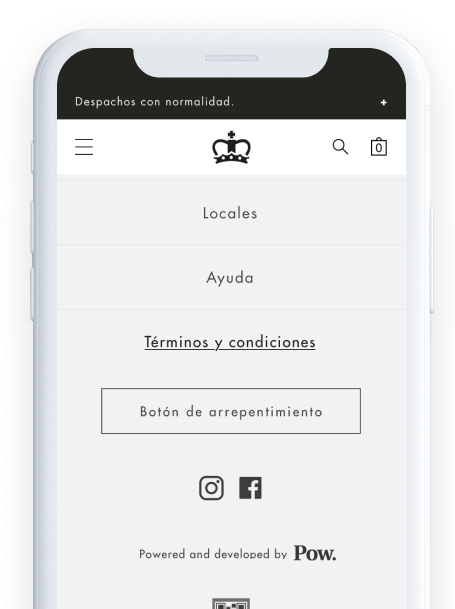 Despachos con normalidad. +
0
Locales
Ayuda
Términos y condiciones
Botón de arrepentimiento
Powered and developed by Pow.